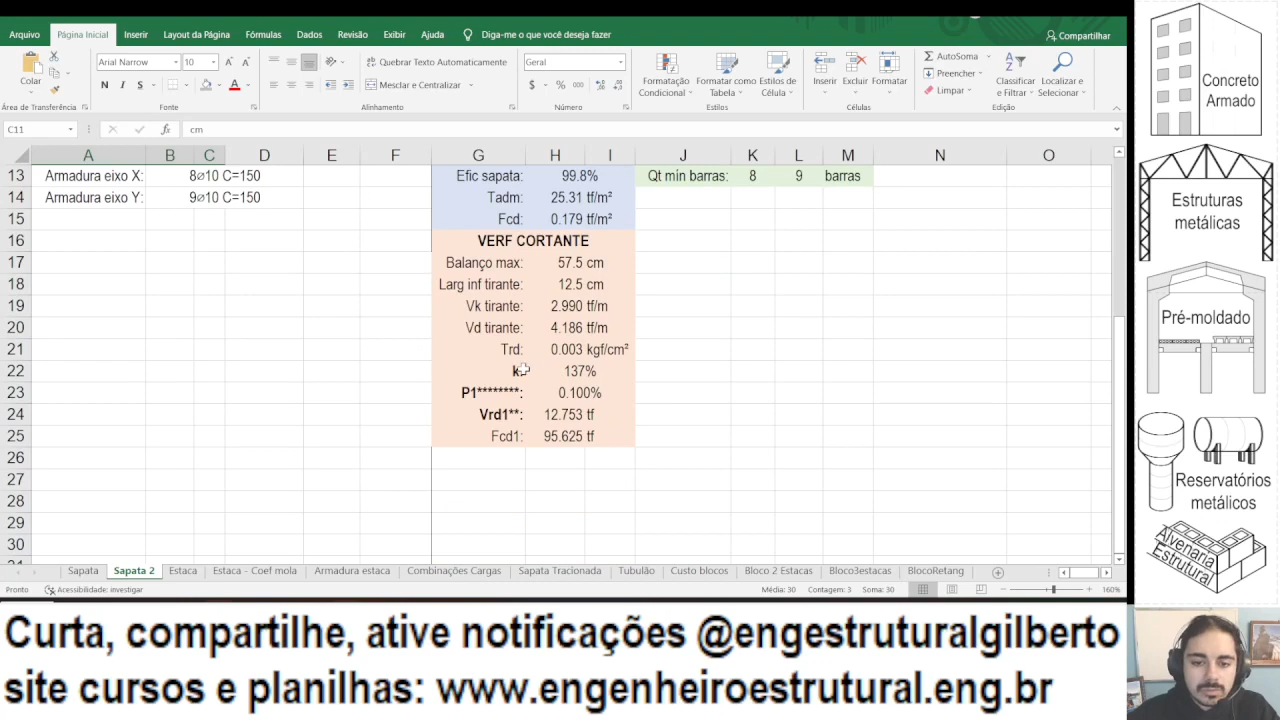 Arquivo Página Inicial Inserir Layout da Página Fórmulas Dados Revisão Exibir Ajuda Diga-me o que você deseja fazer Compartilhar
Colar
Arial Narrow 10
N I S
Quebrar Texto Automaticamente
Mesclar e Centralizar
Geral
$ % 000
Formatação Condicional
Formatar como Tabela
Estilos de Célula
Inserir Excluir Formatar
AutoSoma
Preencher
Limpar
Classificar e Filtrar
Localizar e Selecionar
Área de Transferência Fonte Alinhamento Número Estilos Células Edição
C11 fx cm
A B C D E F G H I J K L M N O
13 Armadura eixo X: 8∅10 C=150 Efic sapata: 99.8% Qt min barras: 8 9 barras
14 Armadura eixo Y: 9∅10 C=150 Tadm: 25.31 tf/m²
15 Fcd: 0.179 tf/m²
16 VERF CORTANTE
17 Balanço max: 57.5 cm
18 Larg inf tirante: 12.5 cm
19 Vk tirante: 2.990 tf/m
20 Vd tirante: 4.186 tf/m
21 Trd: 0.003 kgf/cm²
22 k: 137%
23 P1********: 0.100%
24 Vrd1**: 12.753 tf
25 Fcd1: 95.625 tf
26
27
28
29
30
Sapata Sapata 2 Estaca Estaca - Coef mola Armadura estaca Combinações Cargas Sapata Tracionada Tubulão Custo blocos Bloco 2 Estacas Bloco3estacas BlocoRetang
Pronto Acessibilidade: investigar Média: 30 Contagem: 3 Soma: 30 160%
Concreto Armado
Estruturas metálicas
Pré-moldado
Reservatórios metálicos
Alvenaria Estrutural
Curta, compartilhe, ative notificações @engestruturalgilberto
site cursos e planilhas: www.engenheiroestrutural.eng.br